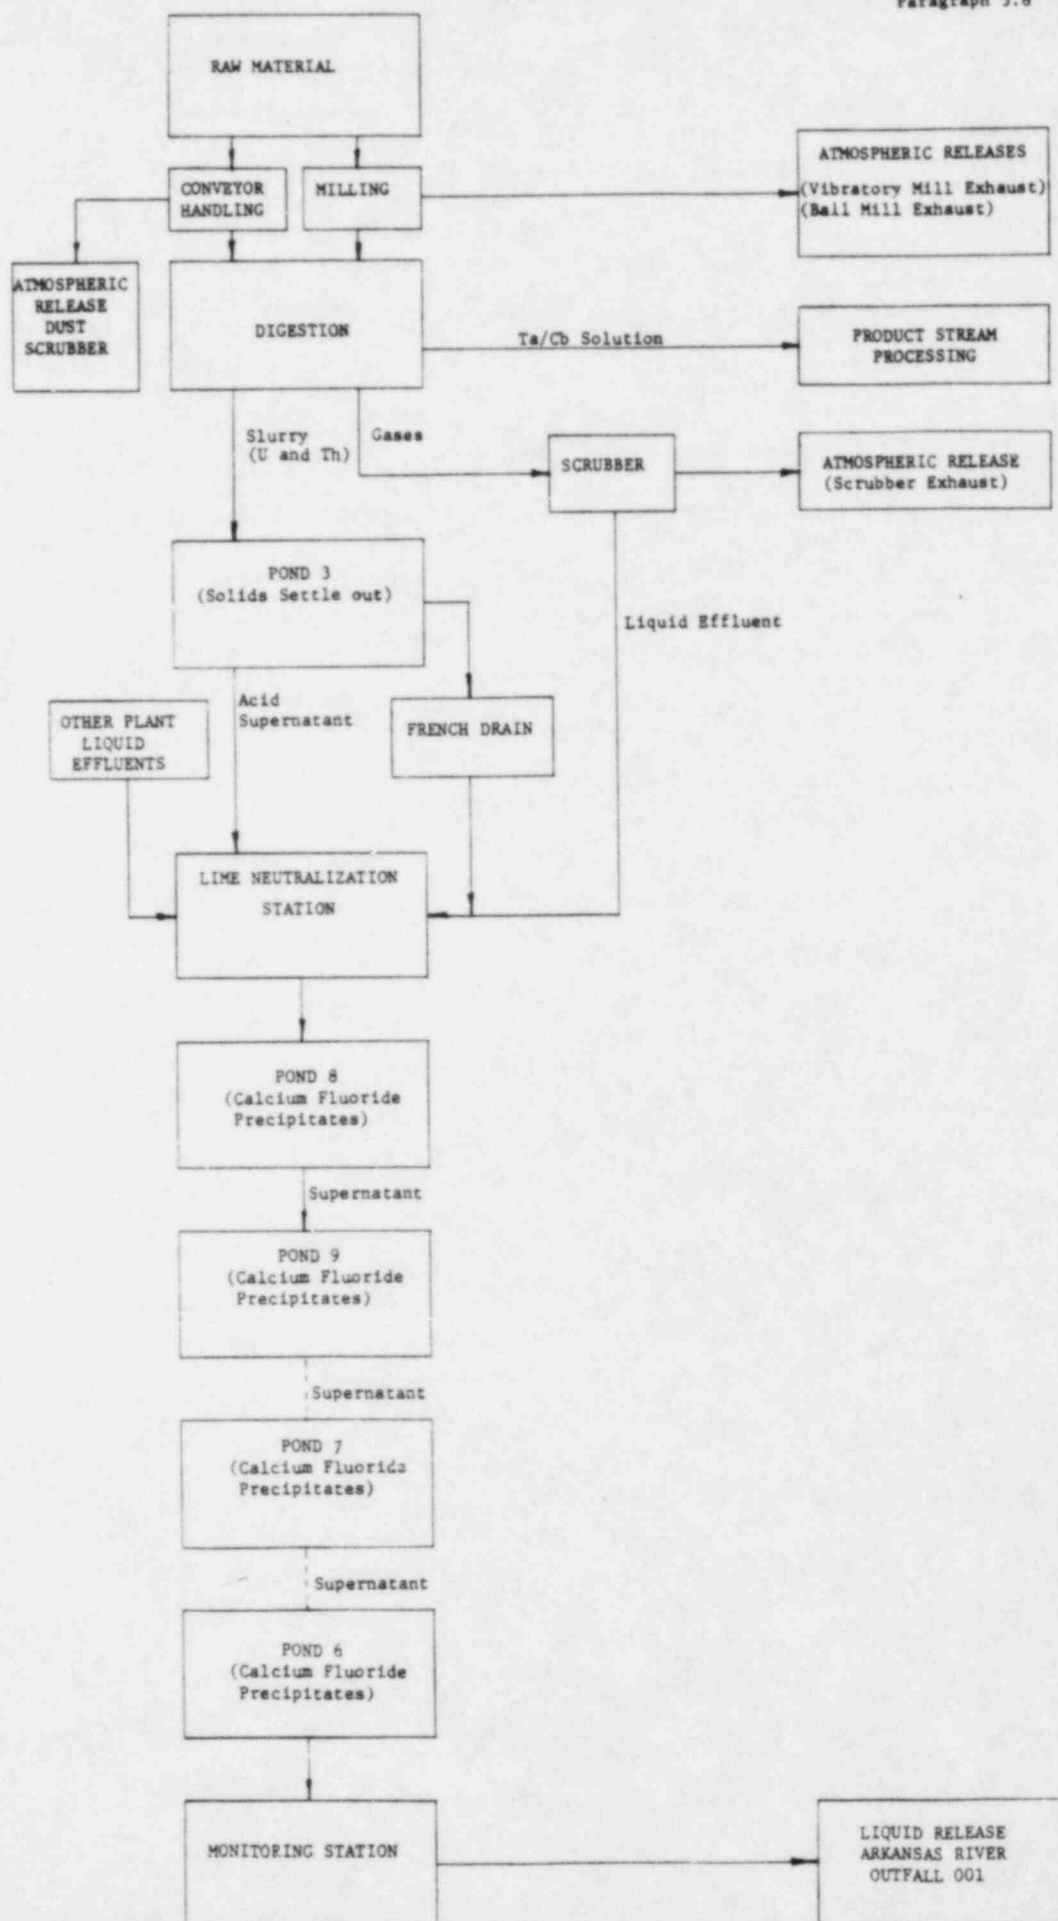 Paragraph 5.8
RAW MATERIAL
CONVEYOR
HANDLING
MILLING
ATMOSPHERIC RELEASES
(Vibratory Mill Exhaust)
(Ball Mill Exhaust)
ATMOSPHERIC
RELEASE
DUST
SCRUBBER
DIGESTION
Ta/Cb Solution
PRODUCT STREAM
PROCESSING
Slurry
(U and Th)
Gases
SCRUBBER
ATMOSPHERIC RELEASE
(Scrubber Exhaust)
POND 3
(Solids Settle out)
Liquid Effluent
Acid
Supernatant
OTHER PLANT
LIQUID
EFFLUENTS
FRENCH DRAIN
LIME NEUTRALIZATION
STATION
POND 8
(Calcium Fluoride
Precipitates)
Supernatant
POND 9
(Calcium Fluoride
Precipitates)
Supernatant
POND 7
(Calcium Fluoride
Precipitates)
Supernatant
POND 6
(Calcium Fluoride
Precipitates)
MONITORING STATION
LIQUID RELEASE
ARKANSAS RIVER
OUTFALL 001